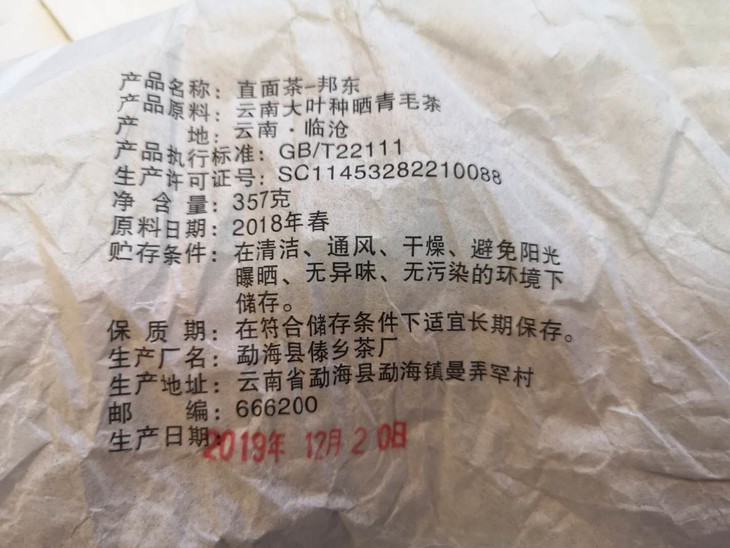 产品名称：直面茶-邦东
产品原料：云南大叶种晒青毛茶
产 地：云南·临沧
产品执行标准：GB/T22111
生产许可证号：SC11453282210088
净 含 量：357克
原料日期：2018年春
贮存条件：在清洁、通风、干燥、避免阳光
曝晒、无异味、无污染的环境下
储存。
保 质 期：在符合储存条件下适宜长期保存。
生产厂名：勐海县傣乡茶厂
生产地址：云南省勐海县勐海镇曼弄罕村
邮 编：666200
生产日期：2019年 12月 20日